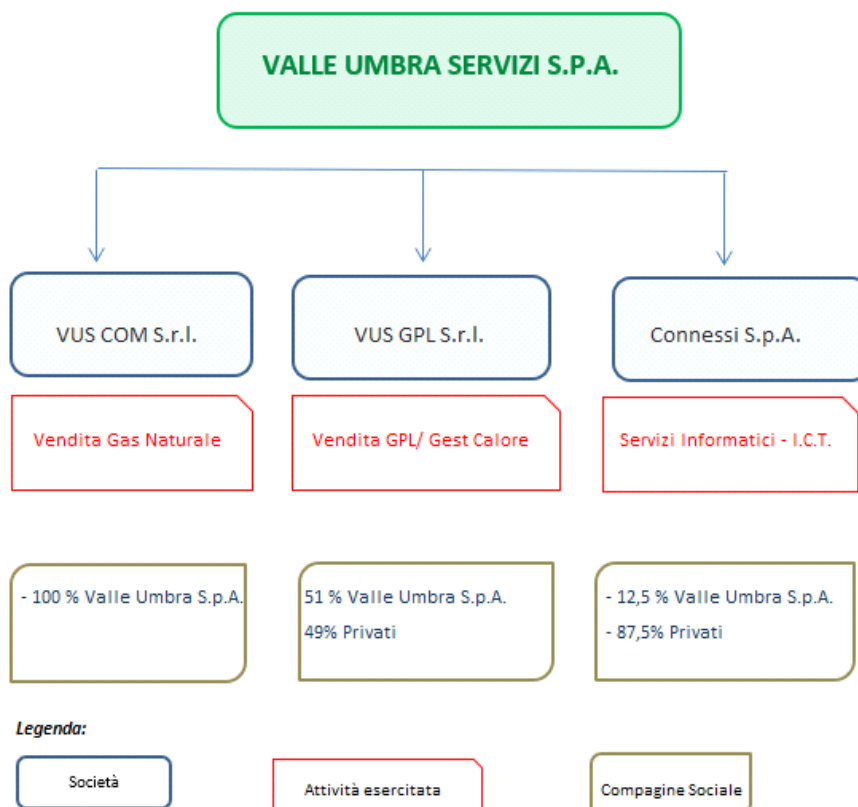 VALLE UMBRA SERVIZI S.P.A.
VUS COM S.r.l.
VUS GPL S.r.l.
Connessi S.p.A.
Vendita Gas Naturale
Vendita GPL/ Gest Calore
Servizi Informatici - I.C.T.
- 100 % Valle Umbra S.p.A.
51 % Valle Umbra S.p.A.
49% Privati
- 12,5 % Valle Umbra S.p.A.
- 87,5% Privati
Legenda:
Società
Attività esercitata
Compagine Sociale